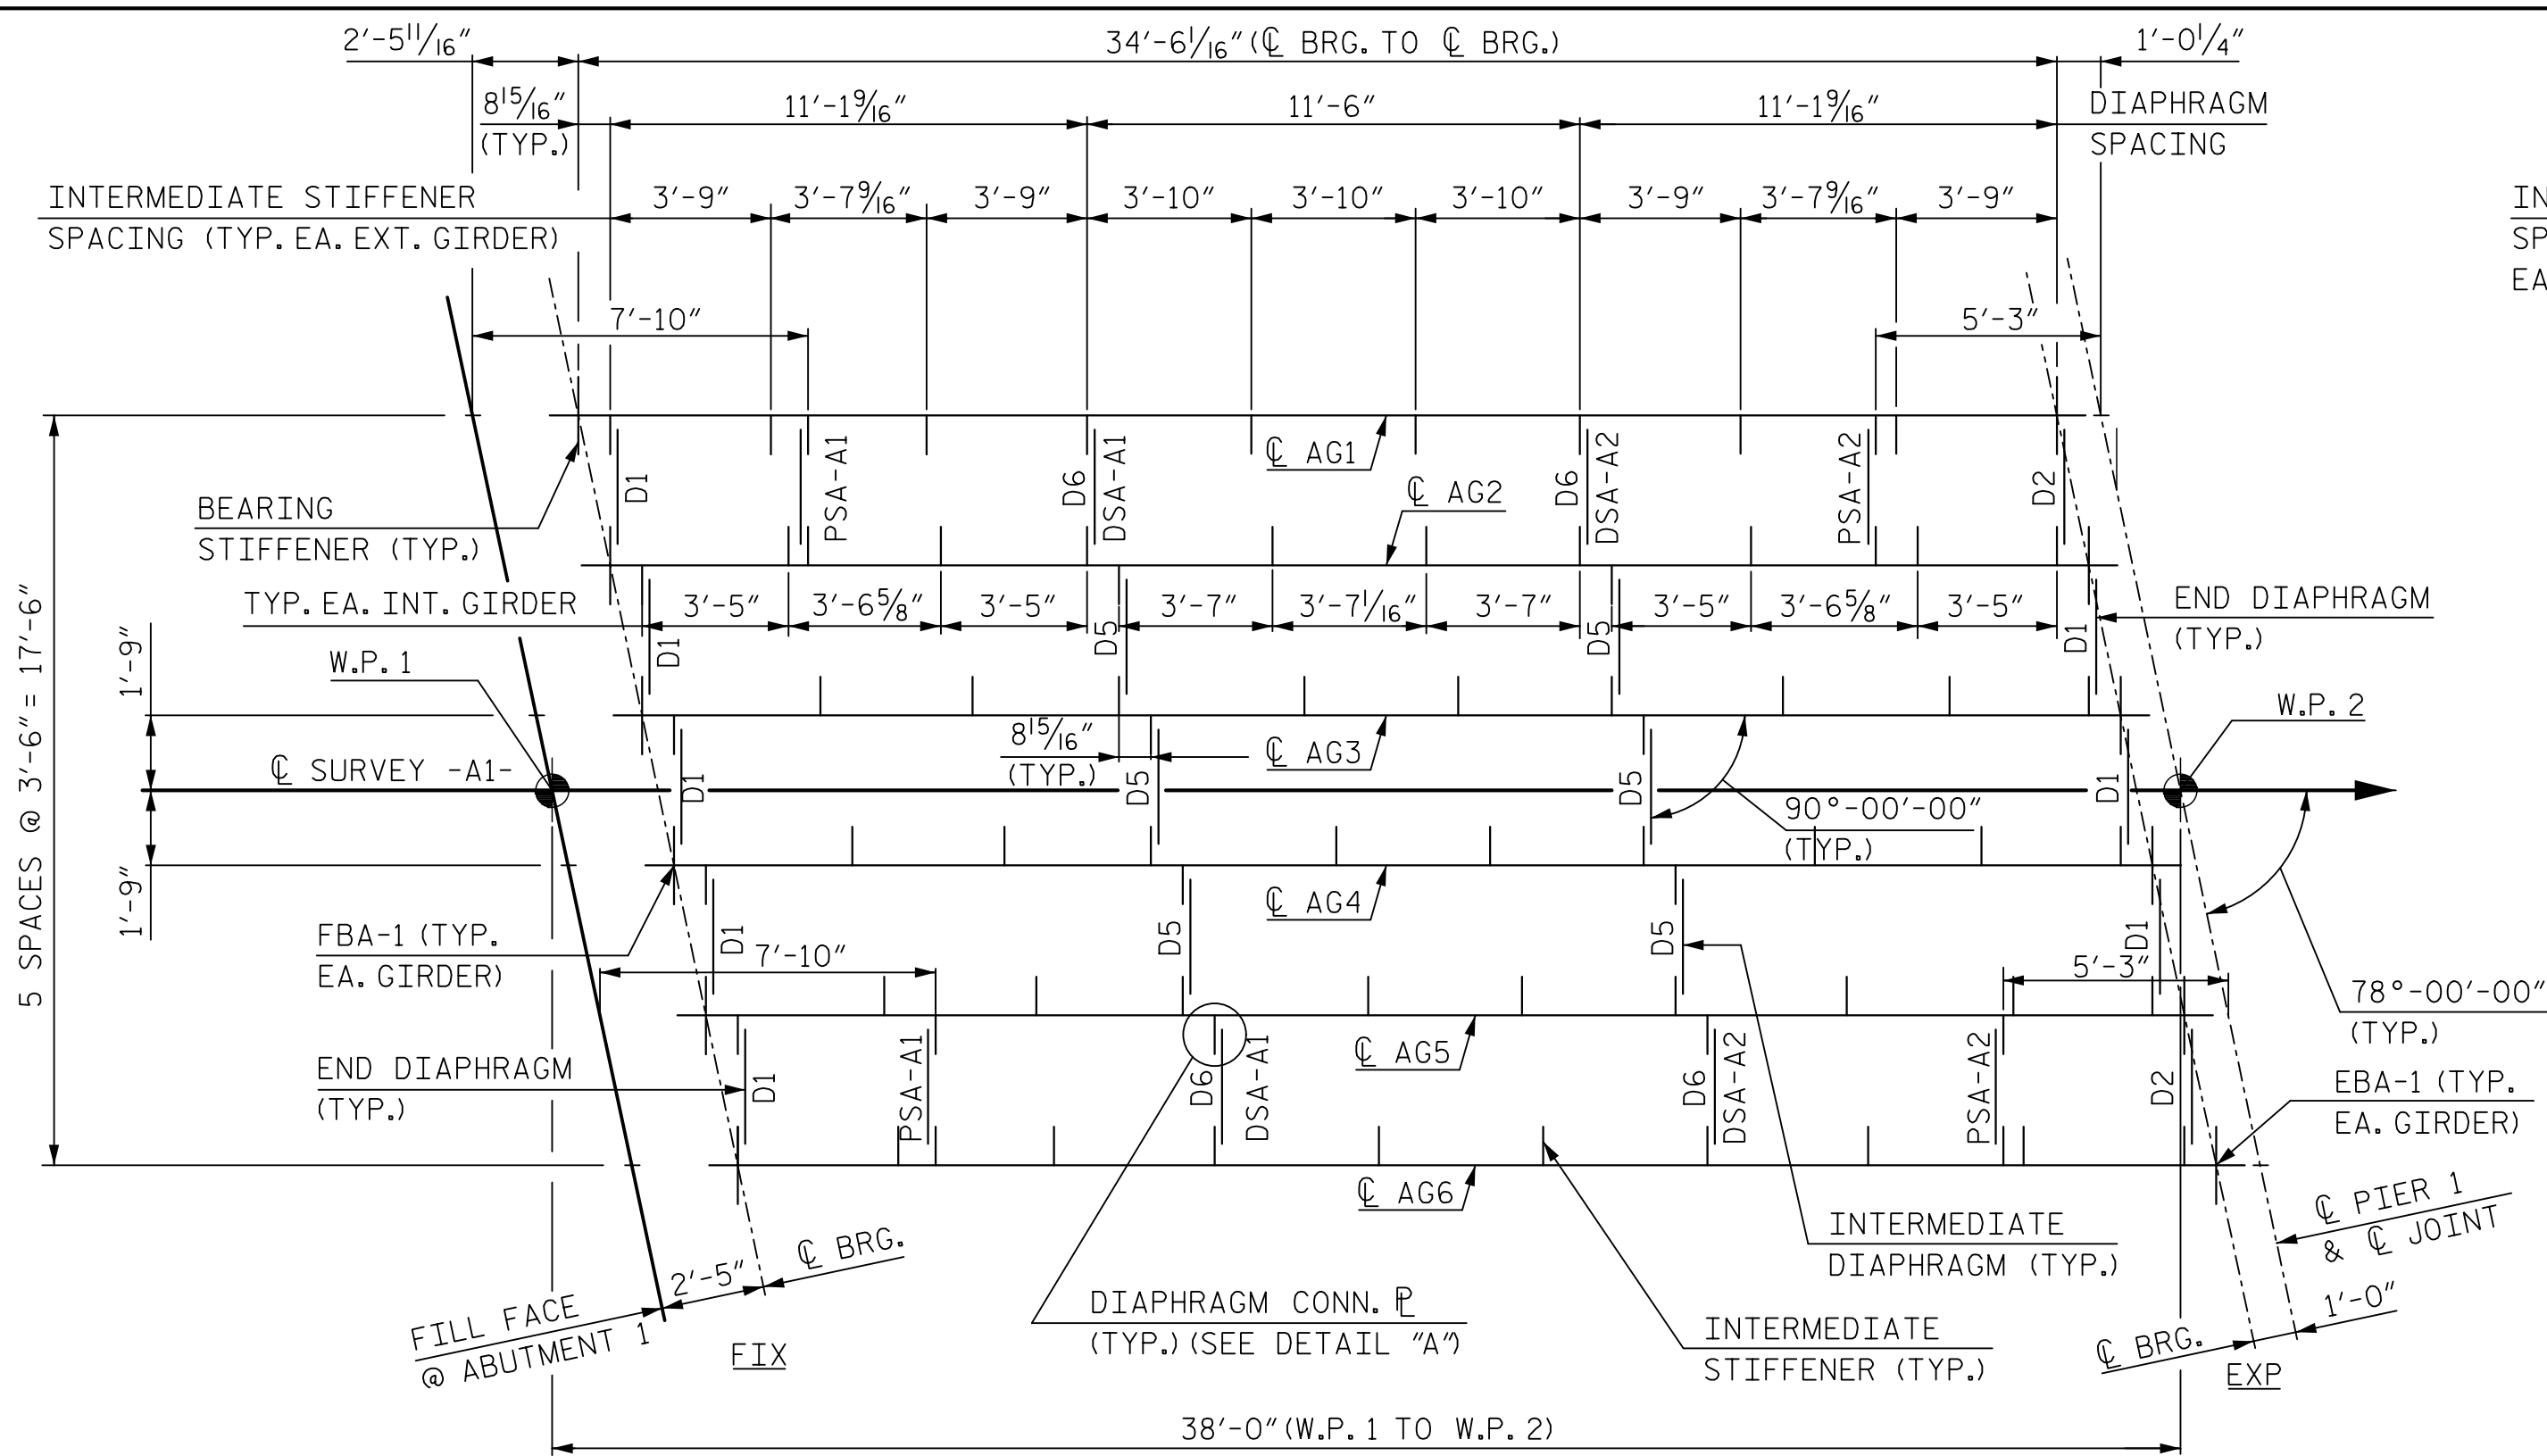 2'-5 11/16"
34'-6 1/16" (℄ BRG. TO ℄ BRG.)
1'-0 1/4"
8 15/16"
(TYP.)
11'-1 9/16"
11'-6"
11'-1 9/16"
DIAPHRAGM
SPACING
INTERMEDIATE STIFFENER
SPACING (TYP. EA. EXT. GIRDER)
3'-9"
3'-7 9/16"
3'-9"
3'-10"
3'-10"
3'-10"
3'-9"
3'-7 9/16"
3'-9"
IN
SP
EA
7'-10"
5'-3"
D1
PSA-A1
D6
DSA-A1
℄ AG1
D6
DSA-A2
PSA-A2
D2
℄ AG2
BEARING
STIFFENER (TYP.)
TYP. EA. INT. GIRDER
3'-5"
3'-6 5/8"
3'-5"
3'-7"
3'-7 1/16"
3'-7"
3'-5"
3'-6 5/8"
3'-5"
END DIAPHRAGM
(TYP.)
D1
D5
D5
D1
5 SPACES @ 3'-6" = 17'-6"
1'-9"
W.P. 1
W.P. 2
8 15/16"
(TYP.)
℄ AG3
℄ SURVEY -A1-
D1
D5
D5
D1
90°-00'-00"
(TYP.)
1'-9"
℄ AG4
FBA-1 (TYP.
EA. GIRDER)
D1
7'-10"
D5
D5
D1
5'-3"
78°-00'-00"
(TYP.)
END DIAPHRAGM
(TYP.)
D1
PSA-A1
D6
DSA-A1
℄ AG5
D6
DSA-A2
PSA-A2
D2
EBA-1 (TYP.
EA. GIRDER)
℄ AG6
℄ PIER 1
& ℄ JOINT
INTERMEDIATE
DIAPHRAGM (TYP.)
℄ BRG.
2'-5"
FILL FACE
@ ABUTMENT 1
FIX
DIAPHRAGM CONN. ⅊
(TYP.) (SEE DETAIL "A")
INTERMEDIATE
STIFFENER (TYP.)
1'-0"
℄ BRG.
EXP
38'-0" (W.P. 1 TO W.P. 2)